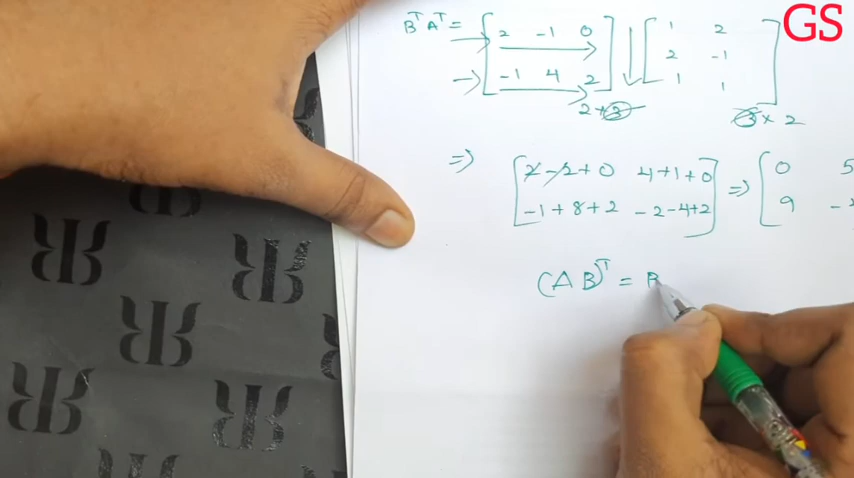 GS
BᵀAᵀ = [ 2 -1 0 ] [ 1 2 ]
[ -1 4 2 ] [ 2 -1 ]
[ 1 1 ]
2 × 3 3 × 2
⇒ [ 2-2+0 4+1+0 ] ⇒ [ 0 5
[ -1+8+2 -2-4+2 ] [ 9 -
(AB)ᵀ = B